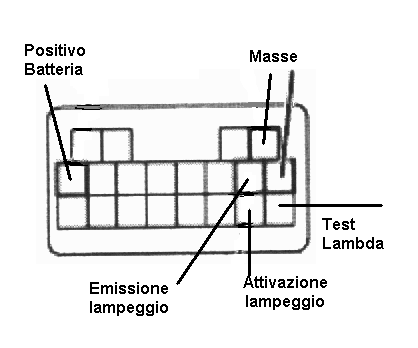 Positivo
Batteria
Masse
Test
Lambda
Emissione
lampeggio
Attivazione
lampeggio